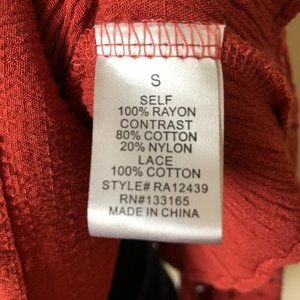 S
SELF
100% RAYON
CONTRAST
80% COTTON
20% NYLON
LACE
100% COTTON
STYLE# RA12439
RN#133165
MADE IN CHINA